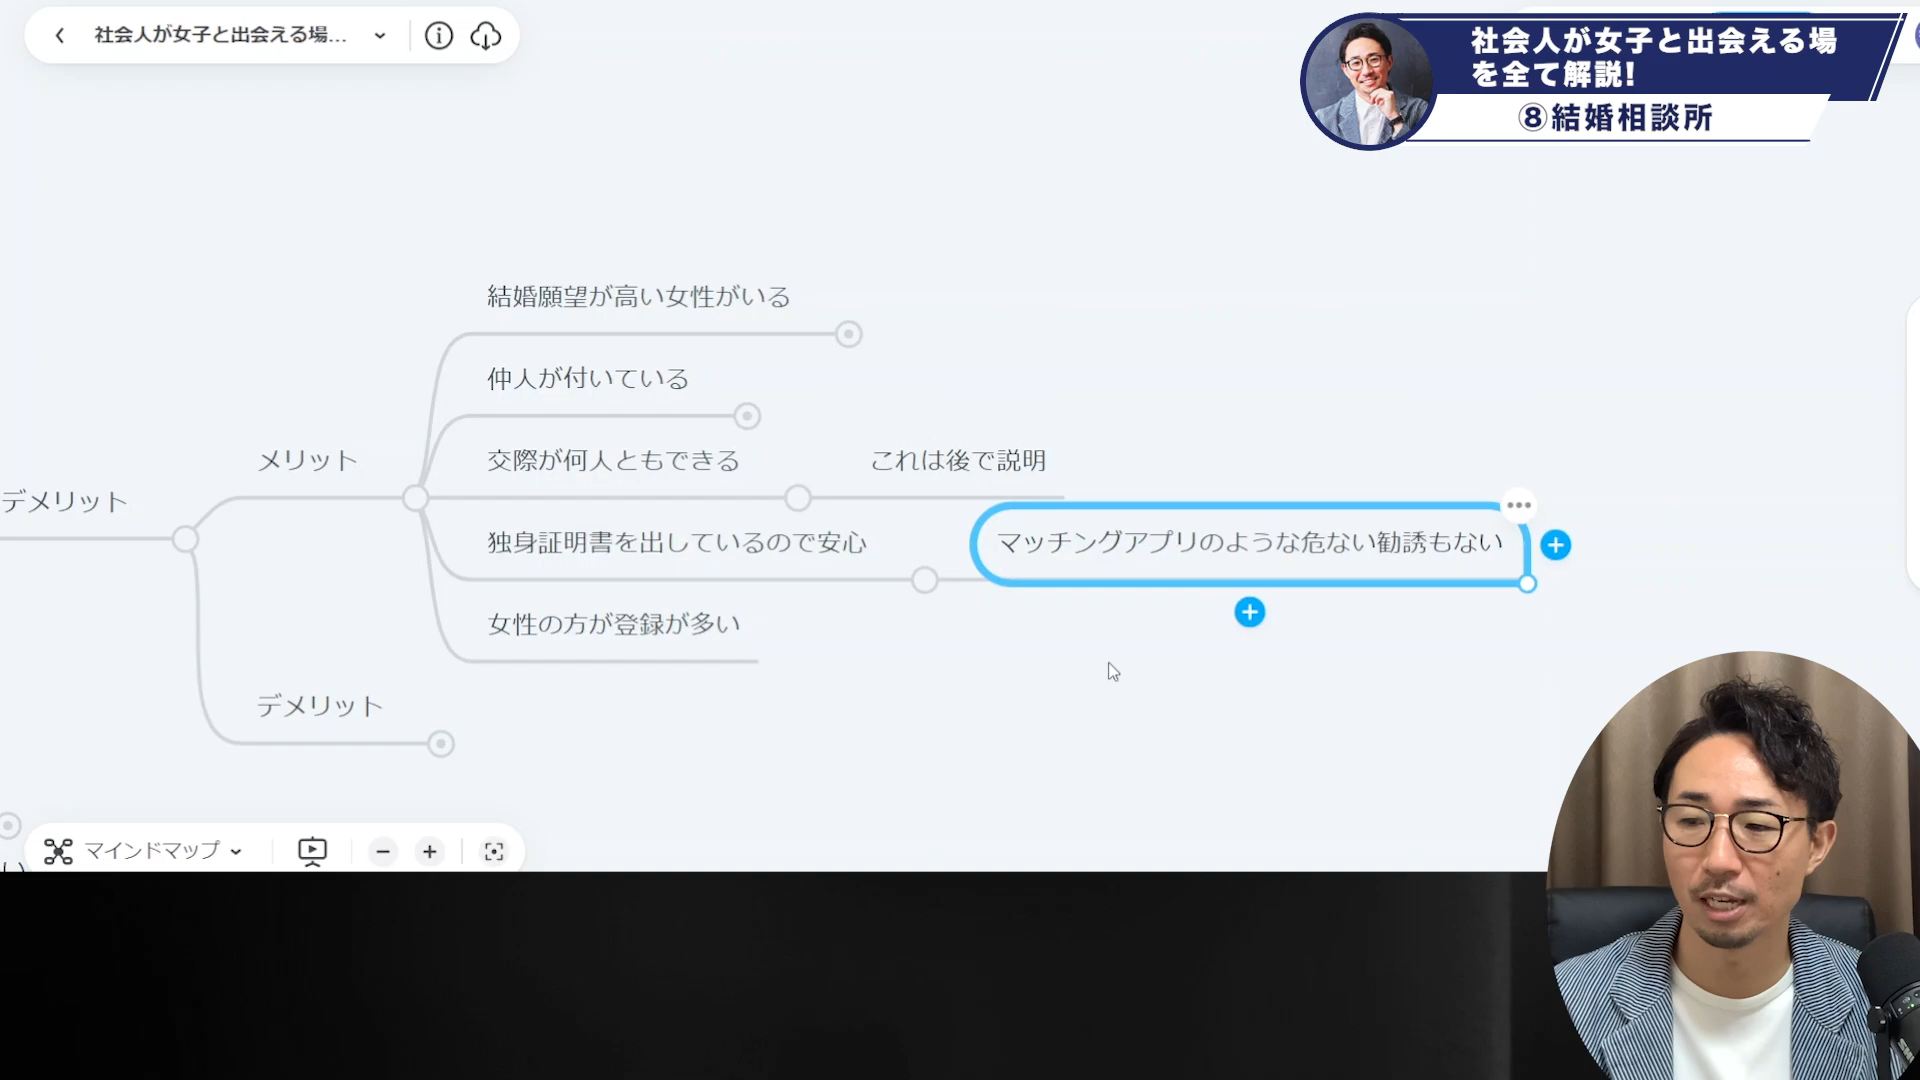 社会人が女子と出会える場...
社会人が女子と出会える場
を全て解説!
⑧結婚相談所
結婚願望が高い女性がいる
仲人が付いている
メリット
交際が何人ともできる
これは後で説明
デメリット
独身証明書を出しているので安心
マッチングアプリのような危ない勧誘もない
女性の方が登録が多い
デメリット
マインドマップ